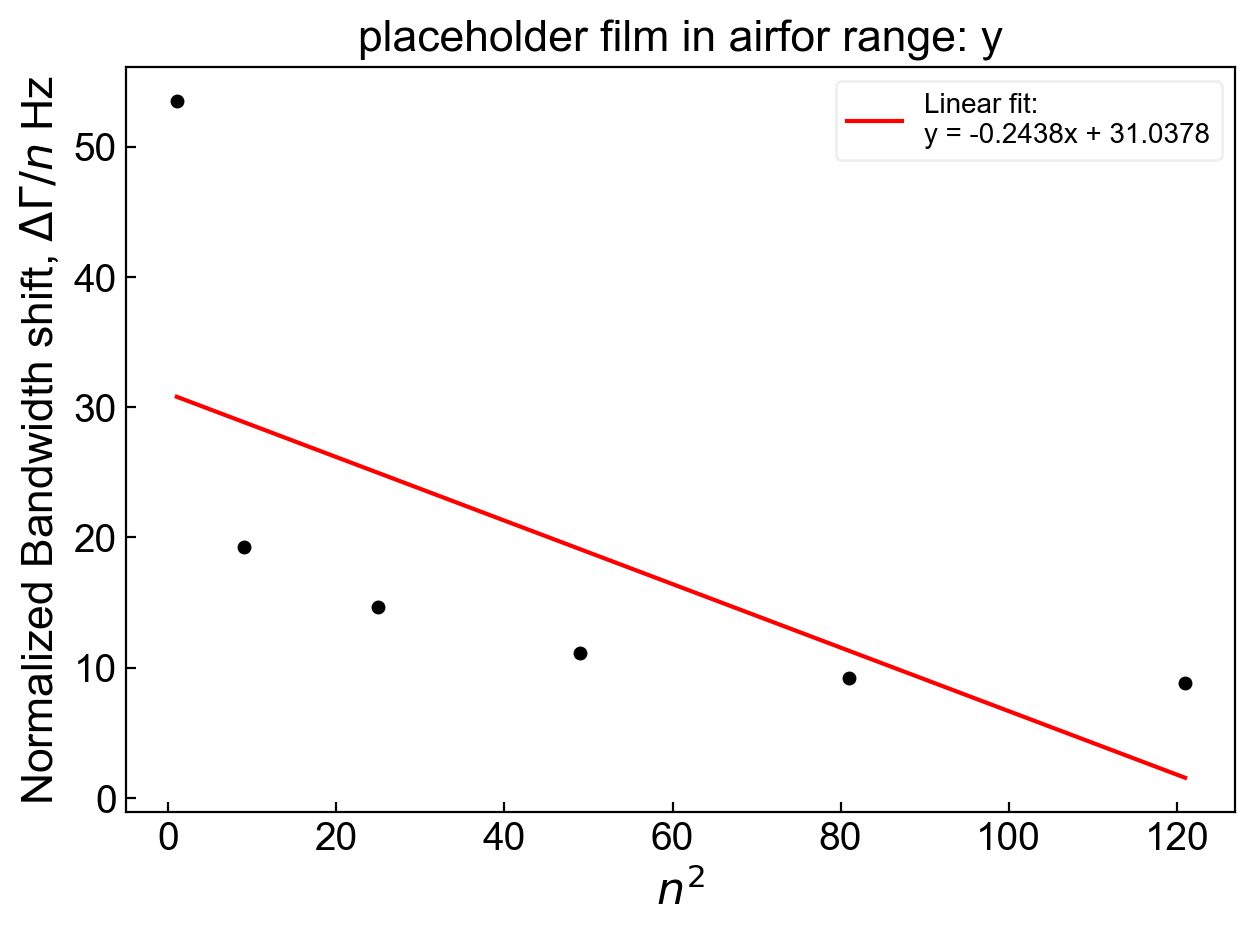 placeholder film in airfor range: y
Normalized Bandwidth shift, ΔΓ/n Hz
50
40
30
20
10
0
Linear fit:
y = -0.2438x + 31.0378
0 20 40 60 80 100 120
n²